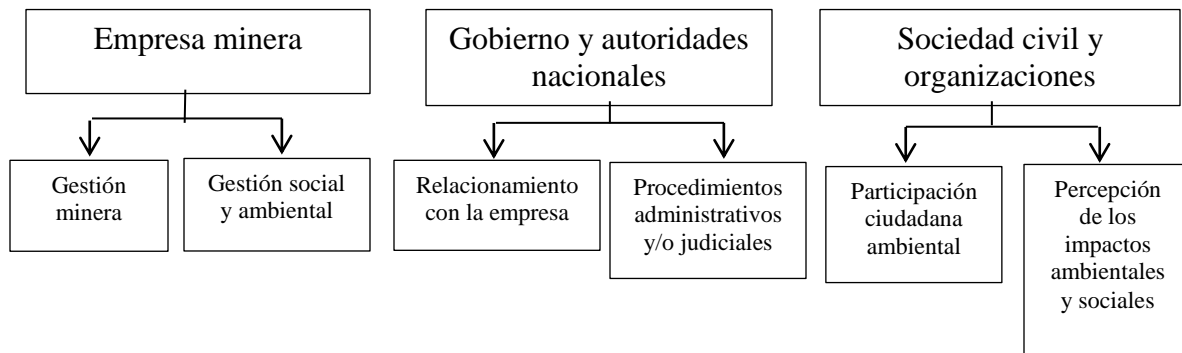 Empresa minera
Gobierno y autoridades
nacionales
Sociedad civil y
organizaciones
Gestión
minera
Gestión social
y ambiental
Relacionamiento
con la empresa
Procedimientos
administrativos
y/o judiciales
Participación
ciudadana
ambiental
Percepción
de los
impactos
ambientales
y sociales